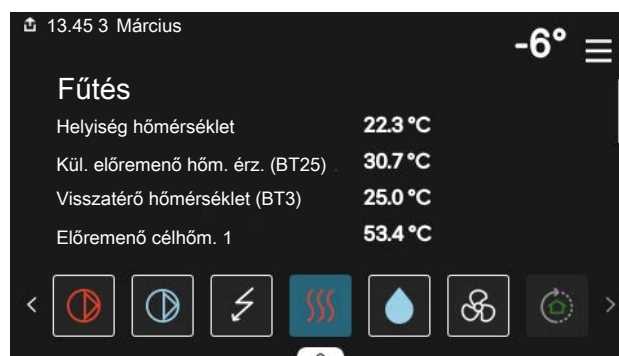 13.45 3 Március
-6°
Fűtés
Helyiség hőmérséklet 22.3 °C
Kül. előremenő hőm. érz. (BT25) 30.7 °C
Visszatérő hőmérséklet (BT3) 25.0 °C
Előremenő célhőm. 1 53.4 °C